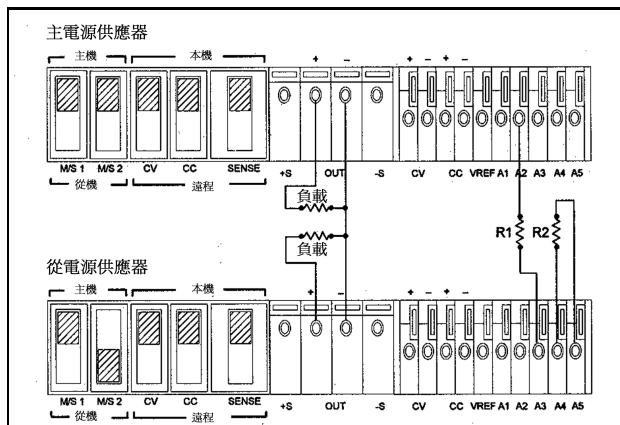 主電源供應器
主機 本機
+ − + − + −
M/S 1 M/S 2 CV CC SENSE +S OUT -S CV CC VREF A1 A2 A3 A4 A5
從機 遠程
負載
R1 R2
負載
從電源供應器
主機 本機
+ − + − + −
M/S 1 M/S 2 CV CC SENSE +S OUT -S CV CC VREF A1 A2 A3 A4 A5
從機 遠程